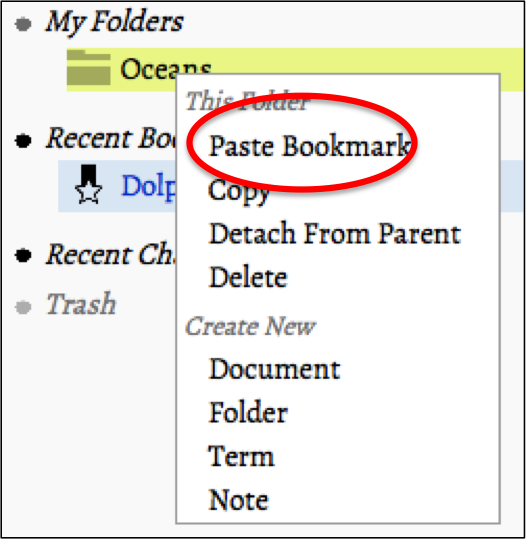 My Folders
Oceans
This Folder
Recent Bo
Paste Bookmark
Dolp
Copy
Detach From Parent
Recent Ch
Delete
Trash
Create New
Document
Folder
Term
Note